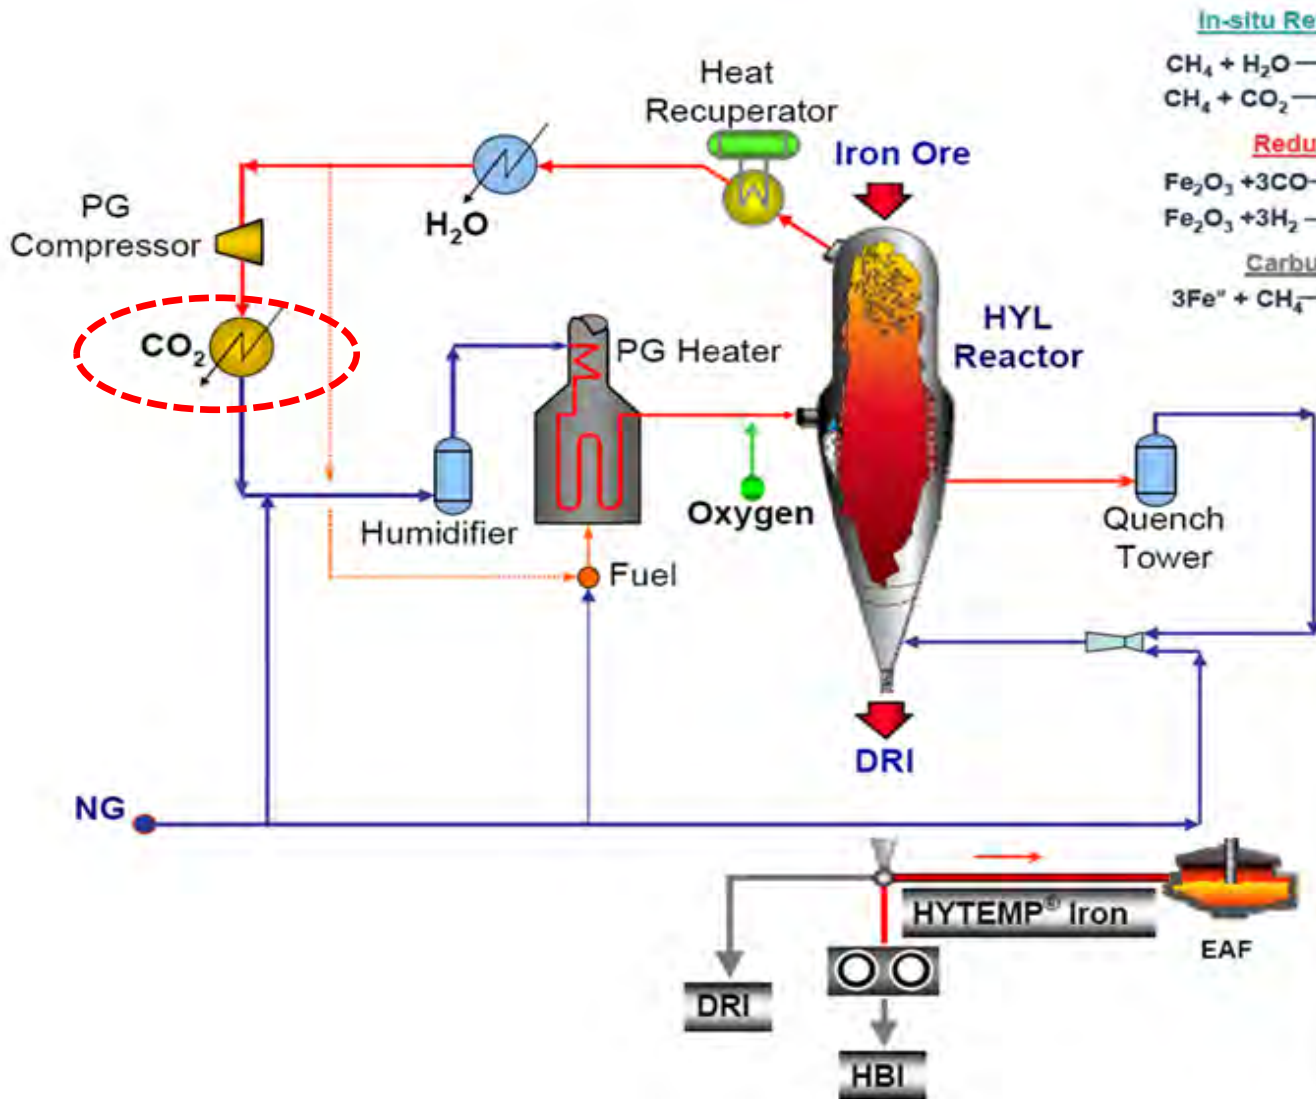 In-situ Re
CH₄ + H₂O
CH₄ + CO₂
Redu
Fe₂O₃ +3CO
Fe₂O₃ +3H₂
Carbu
3Fe° + CH₄
Heat
Recuperator
Iron Ore
PG
Compressor
H₂O
CO₂
PG Heater
HYL
Reactor
Humidifier
Oxygen
Quench
Tower
Fuel
DRI
NG
HYTEMP® Iron
EAF
DRI
HBI